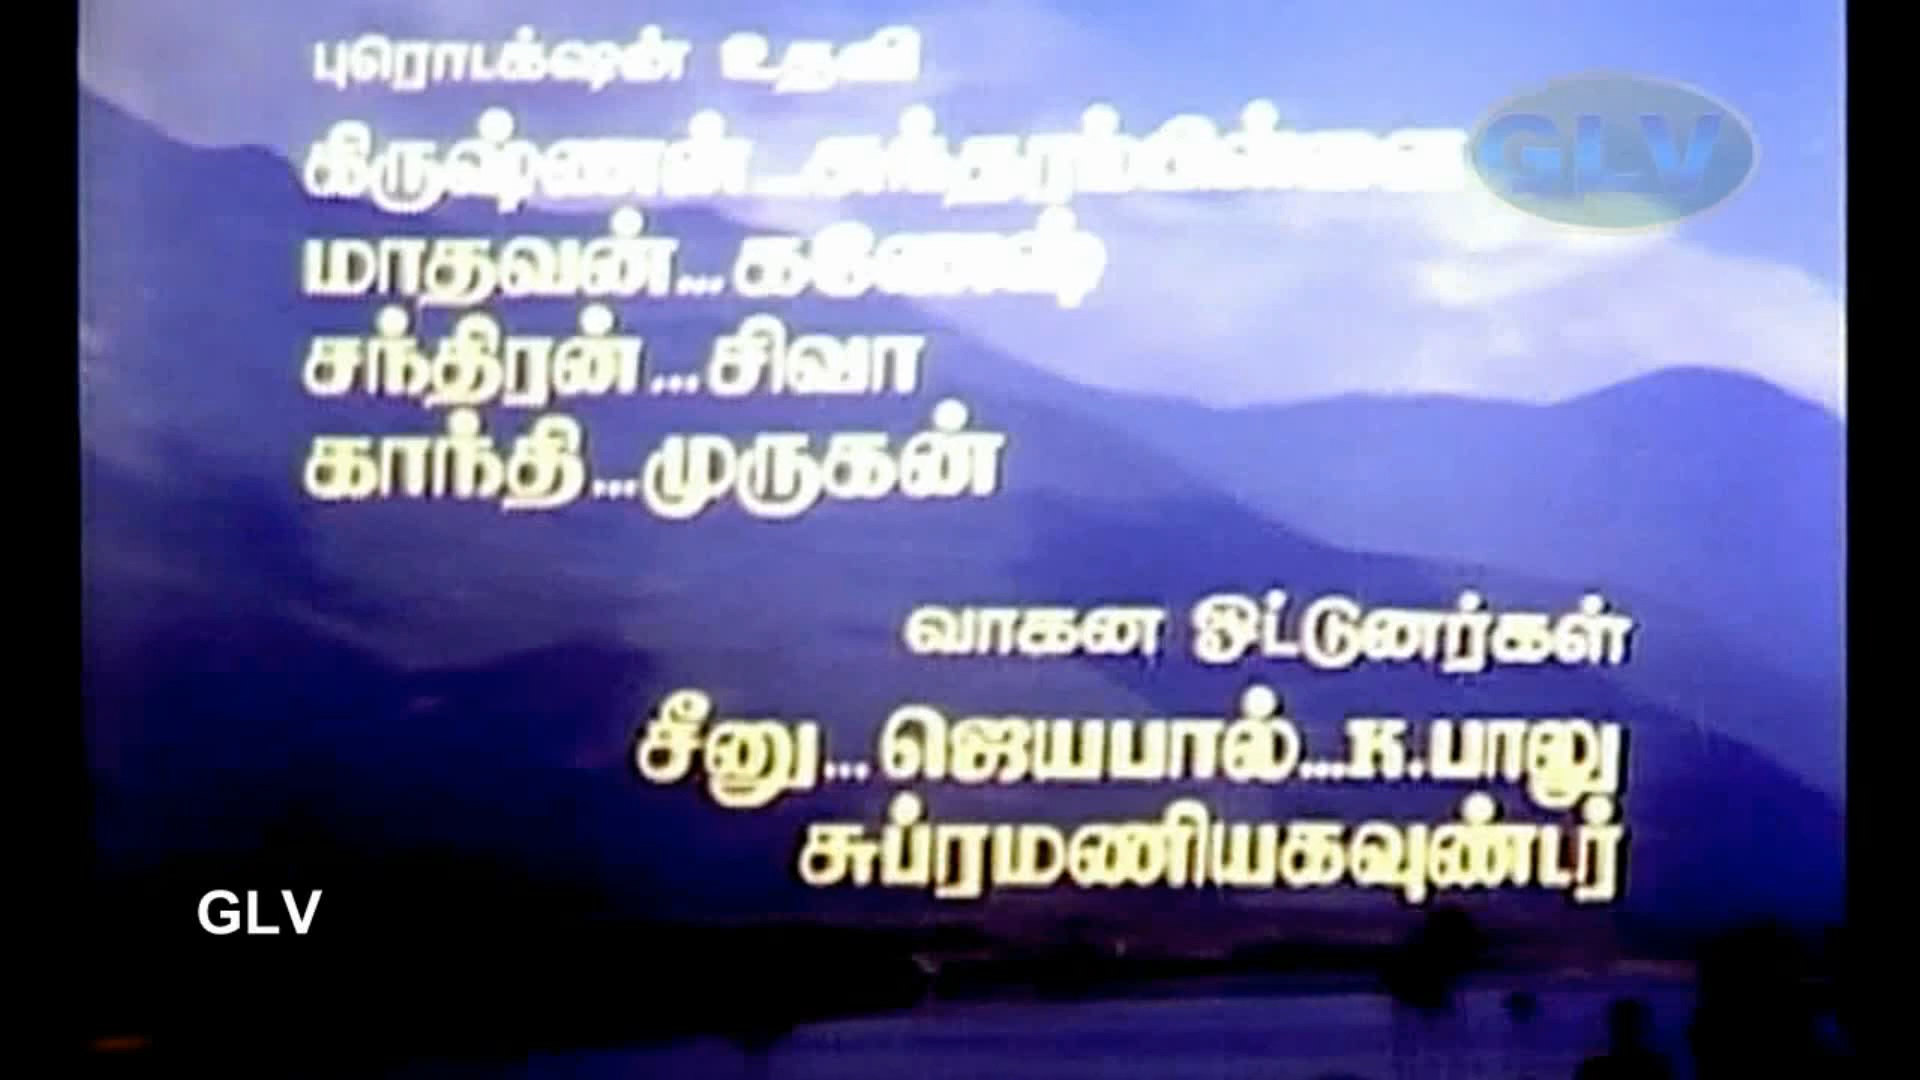 புரொடக்ஷன் உதவி
கிருஷ்ணன்...சுந்தரம்பிள்ளை
GLV
மாதவன்...கணேஷ்
சந்திரன்...சிவா
காந்தி...முருகன்
வாகன ஓட்டுனர்கள்
சீனு...ஜெயபால்...K.பாலு
சுப்ரமணியகவுண்டர்
GLV